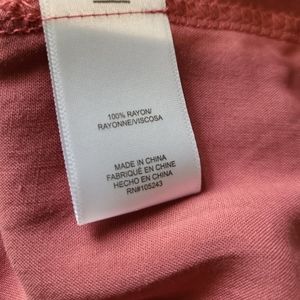 100% RAYON/
RAYONNE/VISCOSA
MADE IN CHINA
FABRIQUÉ EN CHINE
HECHO EN CHINA
RN#105243